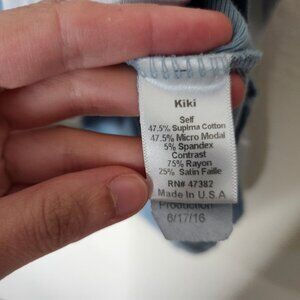 Kiki
Self
47.5% Supima Cotton
47.5% Micro Modal
5% Spandex
Contrast
75% Rayon
25% Satin Faille
RN# 47382
Made in U.S.A
Production
6/17/16